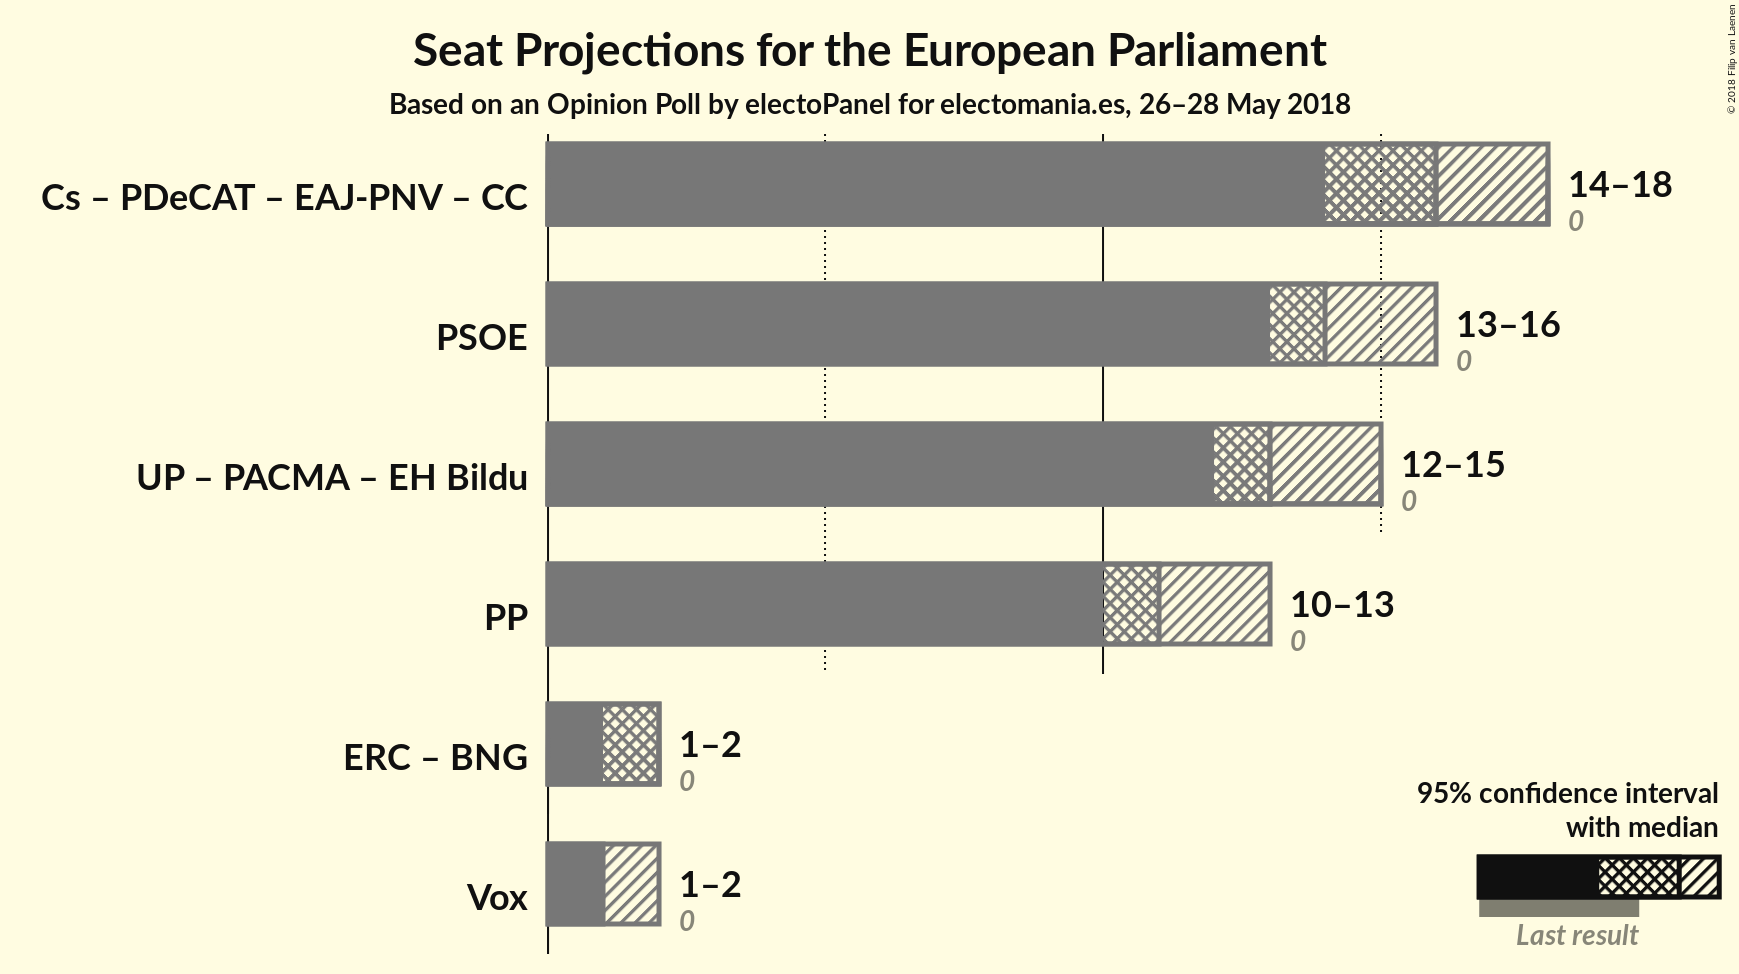 Seat Projections for the European Parliament
Based on an Opinion Poll by electoPanel for electomania.es, 26–28 May 2018
© 2018 Filip van Laenen
Cs – PDeCAT – EAJ-PNV – CC
14–18
0
PSOE
13–16
0
UP – PACMA – EH Bildu
12–15
0
PP
10–13
0
ERC – BNG
1–2
0
Vox
1–2
0
95% confidence interval
with median
Last result